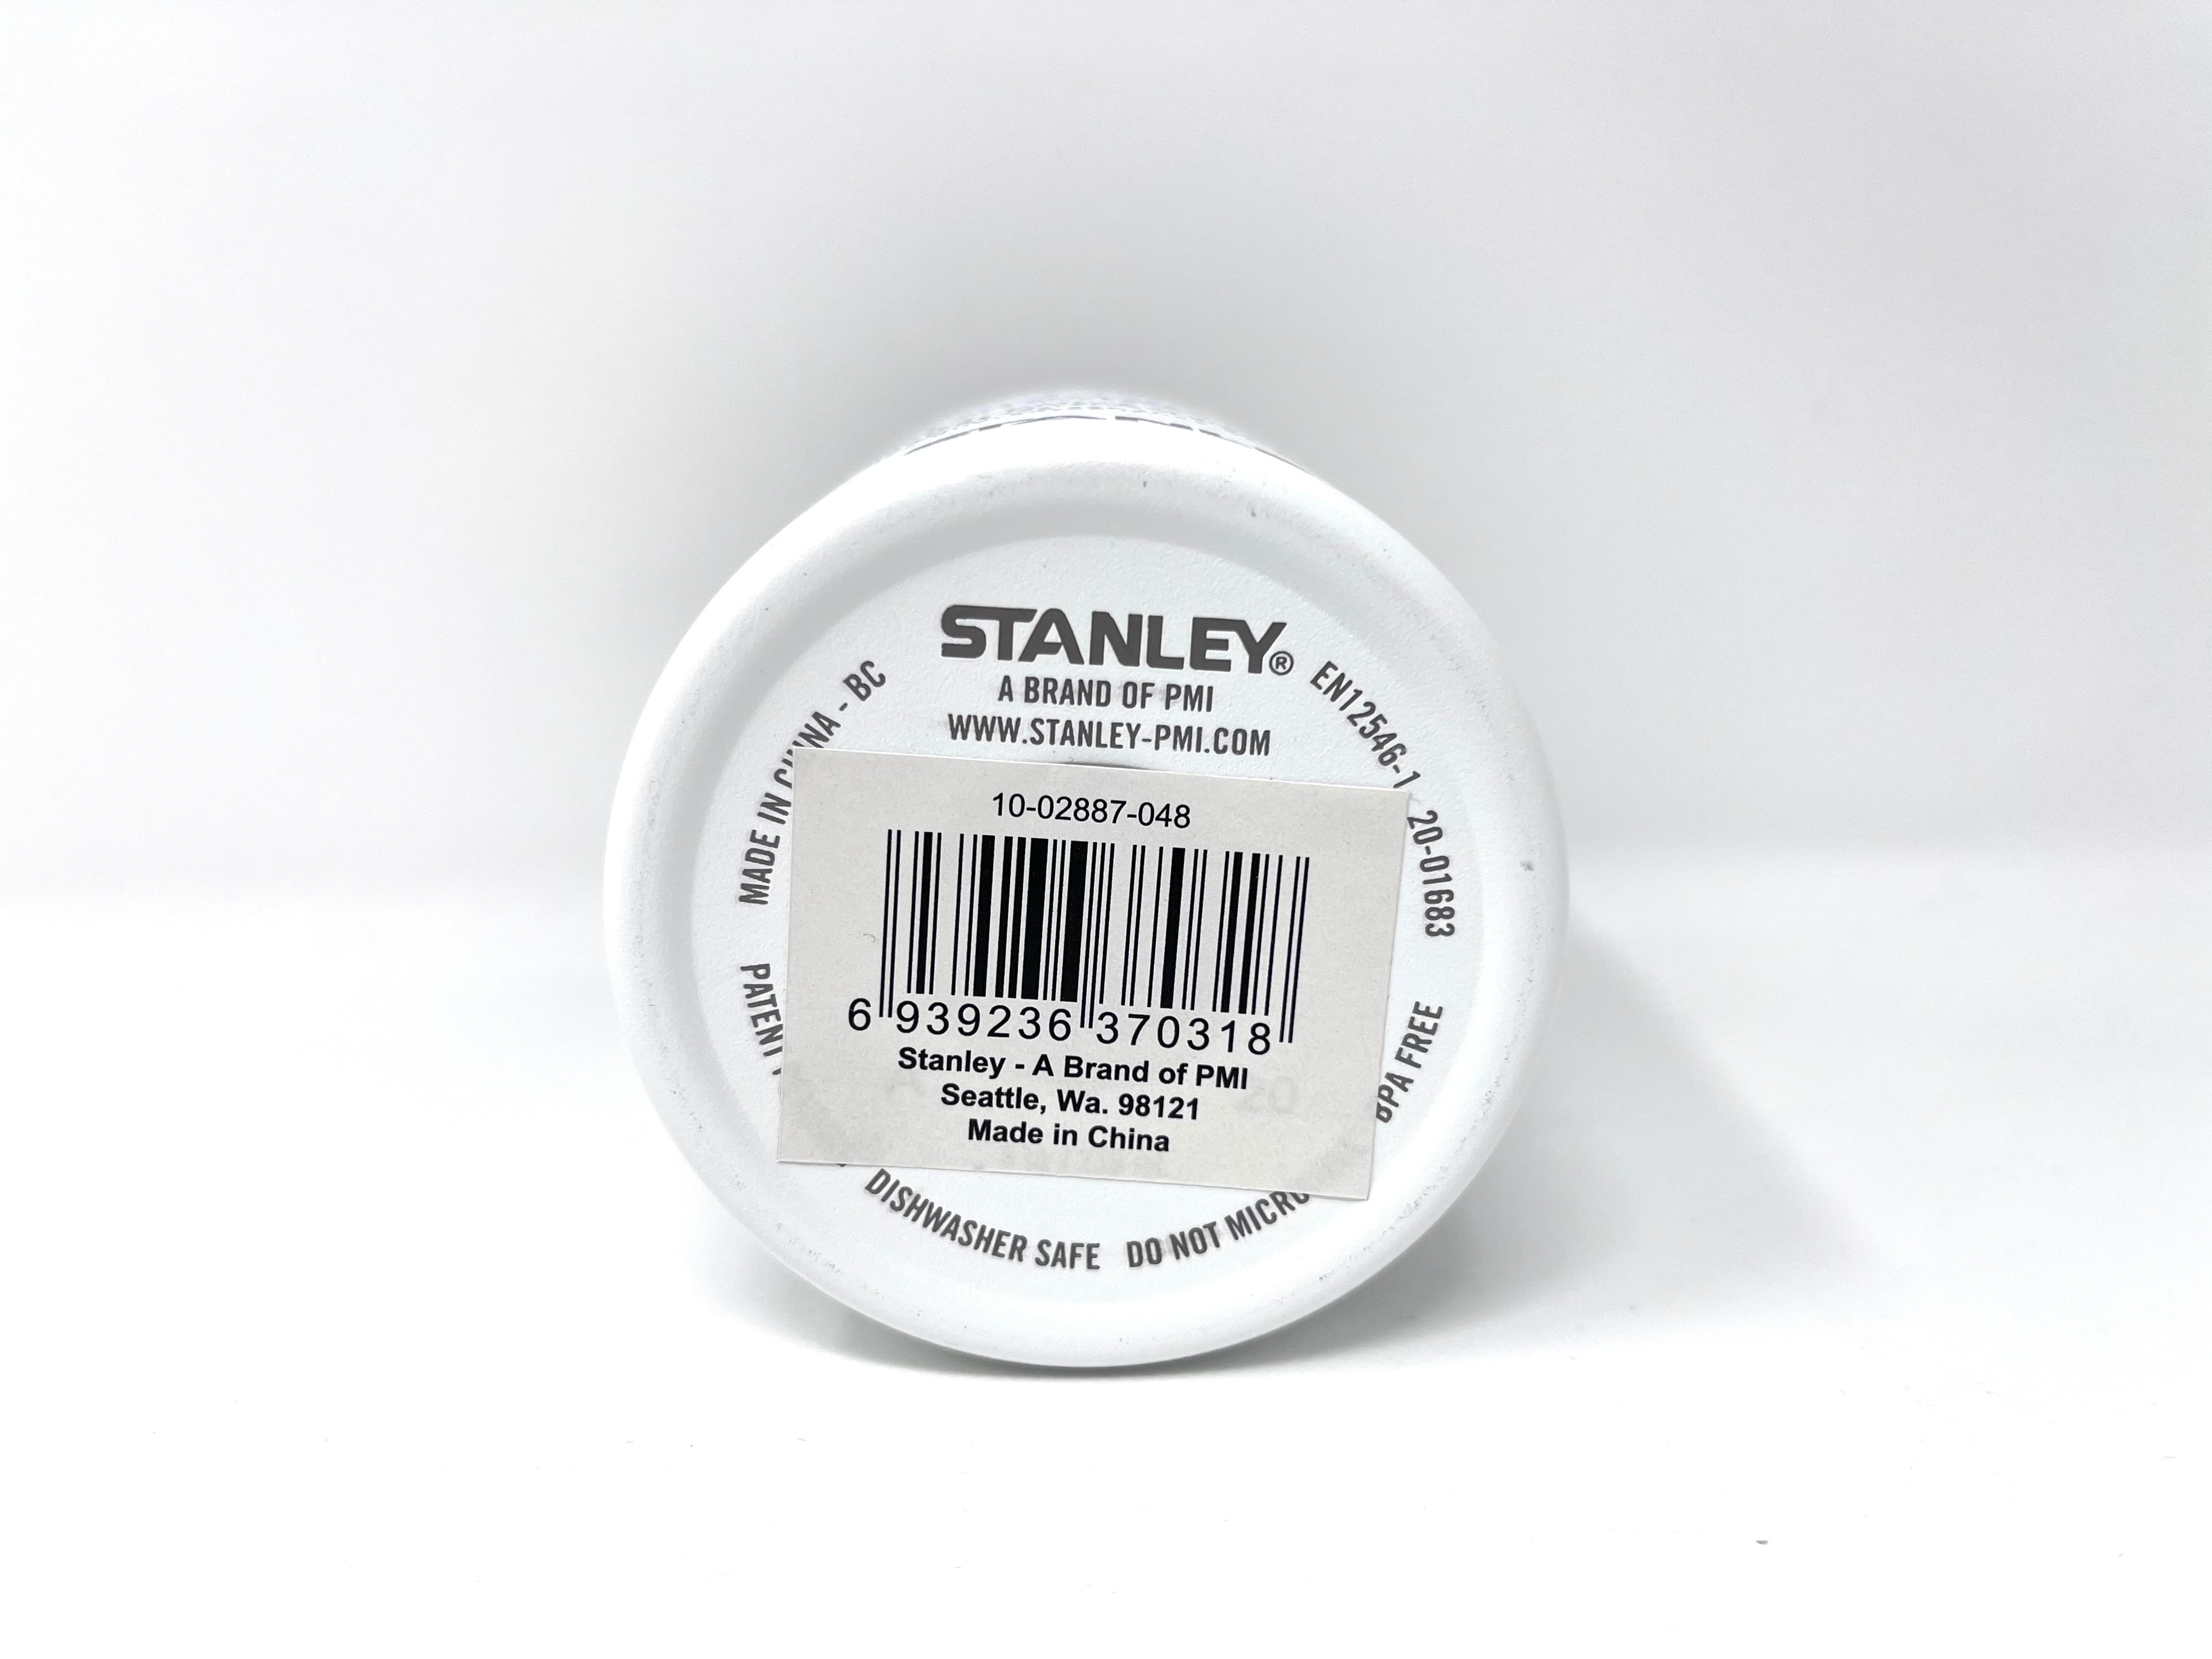 STANLEY®
A BRAND OF PMI
WWW.STANLEY-PMI.COM
MADE IN CHINA - BC
EN12546-1
20-01683
10-02887-048
6 939236 370318
Stanley - A Brand of PMI
Seattle, Wa. 98121
Made in China
PATENT
BPA FREE
DISHWASHER SAFE
DO NOT MICRO